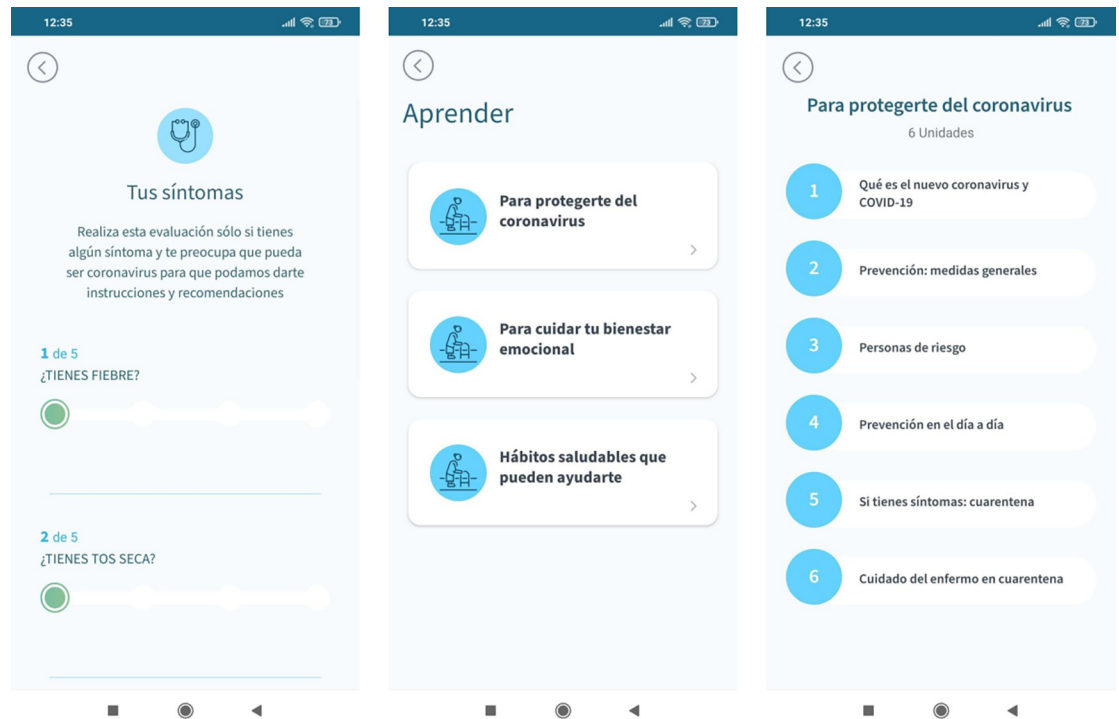 12:35
73
Tus síntomas
Realiza esta evaluación sólo si tienes
algún síntoma y te preocupa que pueda
ser coronavirus para que podamos darte
instrucciones y recomendaciones
1 de 5
¿TIENES FIEBRE?
2 de 5
¿TIENES TOS SECA?
12:35
73
Aprender
Para protegerte del
coronavirus
Para cuidar tu bienestar
emocional
Hábitos saludables que
pueden ayudarte
12:35
73
Para protegerte del coronavirus
6 Unidades
1
Qué es el nuevo coronavirus y
COVID-19
2
Prevención: medidas generales
3
Personas de riesgo
4
Prevención en el día a día
5
Si tienes síntomas: cuarentena
6
Cuidado del enfermo en cuarentena